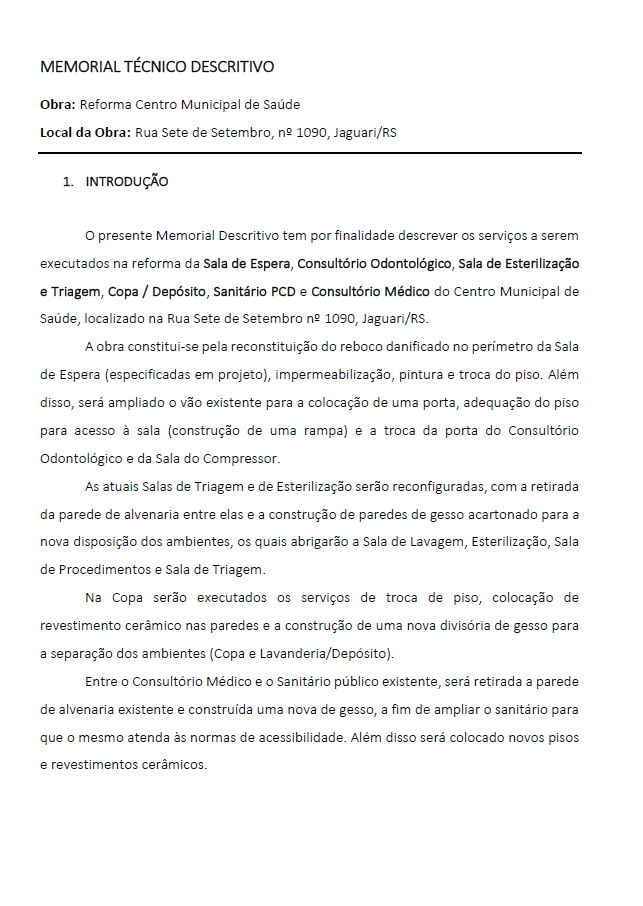 MEMORIAL TÉCNICO DESCRITIVO
Obra: Reforma Centro Municipal de Saúde
Local da Obra: Rua Sete de Setembro, nº 1090, Jaguari/RS
1. INTRODUÇÃO
O presente Memorial Descritivo tem por finalidade descrever os serviços a serem
executados na reforma da Sala de Espera, Consultório Odontológico, Sala de Esterilização
e Triagem, Copa / Depósito, Sanitário PCD e Consultório Médico do Centro Municipal de
Saúde, localizado na Rua Sete de Setembro nº 1090, Jaguari/RS.
A obra constitui-se pela reconstituição do reboco danificado no perímetro da Sala
de Espera (especificadas em projeto), impermeabilização, pintura e troca do piso. Além
disso, será ampliado o vão existente para a colocação de uma porta, adequação do piso
para acesso à sala (construção de uma rampa) e a troca da porta do Consultório
Odontológico e da Sala do Compressor.
As atuais Salas de Triagem e de Esterilização serão reconfiguradas, com a retirada
da parede de alvenaria entre elas e a construção de paredes de gesso acartonado para a
nova disposição dos ambientes, os quais abrigarão a Sala de Lavagem, Esterilização, Sala
de Procedimentos e Sala de Triagem.
Na Copa serão executados os serviços de troca de piso, colocação de
revestimento cerâmico nas paredes e a construção de uma nova divisória de gesso para
a separação dos ambientes (Copa e Lavanderia/Depósito).
Entre o Consultório Médico e o Sanitário público existente, será retirada a parede
de alvenaria existente e construída uma nova de gesso, a fim de ampliar o sanitário para
que o mesmo atenda às normas de acessibilidade. Além disso será colocado novos pisos
e revestimentos cerâmicos.